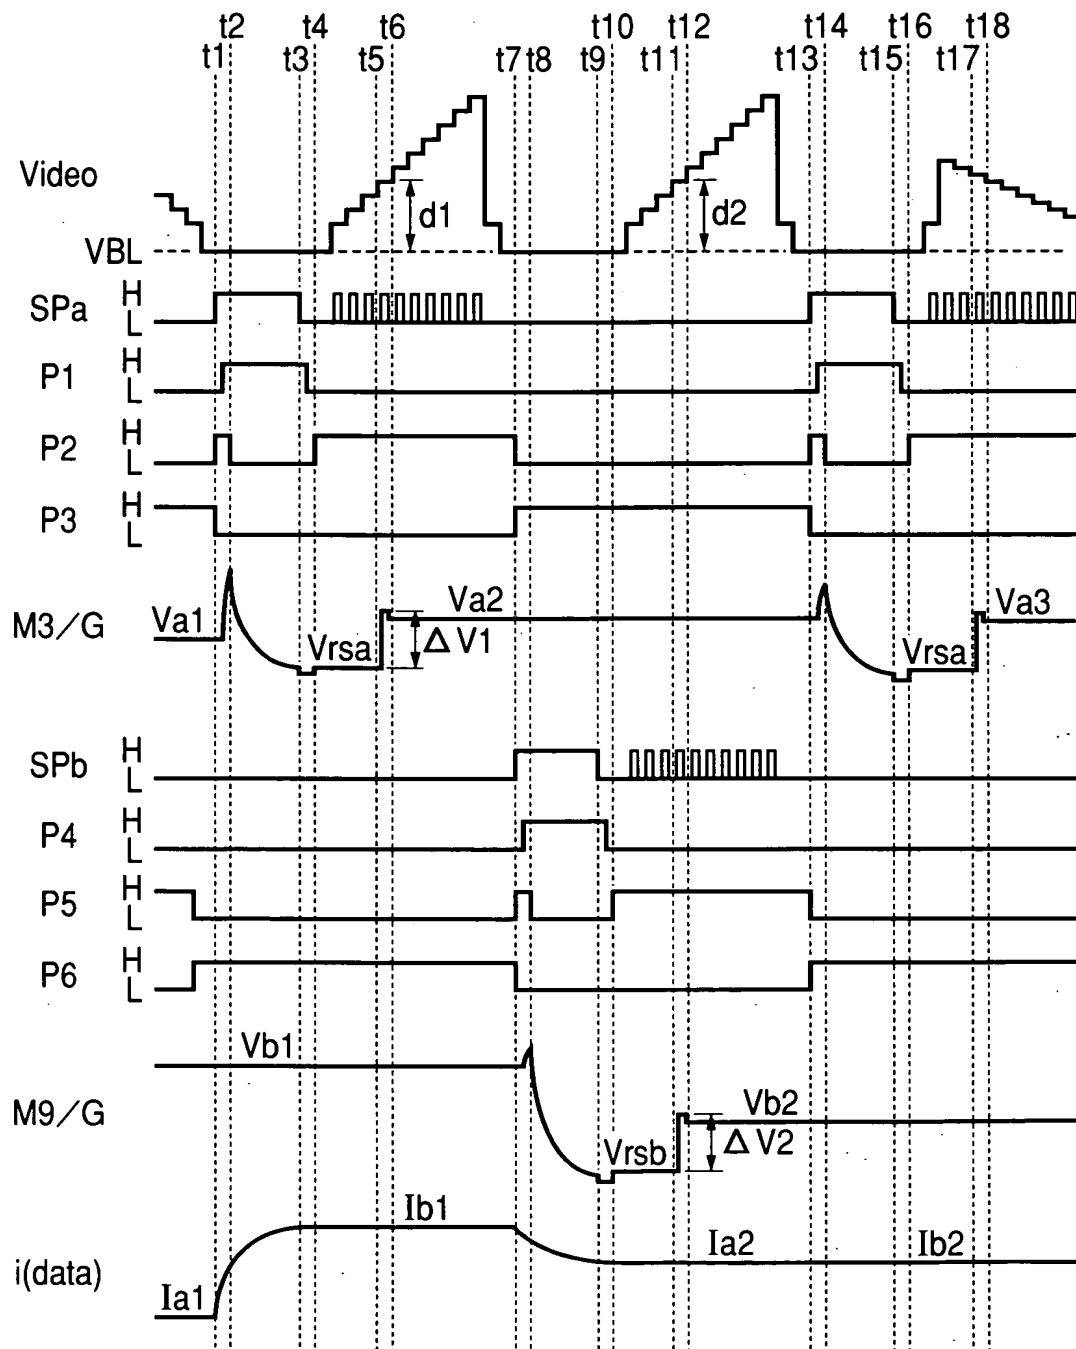 t2 t4 t6 t10 t12 t14 t16 t18
t1 t3 t5 t7 t8 t9 t11 t13 t15 t17
Video
d1
d2
VBL
SPa H
L
P1 H
L
P2 H
L
P3 H
L
M3/G
Va1
Vrsa
Va2
Δ V1
Vrsa
Va3
SPb H
L
P4 H
L
P5 H
L
P6 H
L
M9/G
Vb1
Vrsb
Vb2
Δ V2
i(data)
Ia1
Ib1
Ia2
Ib2